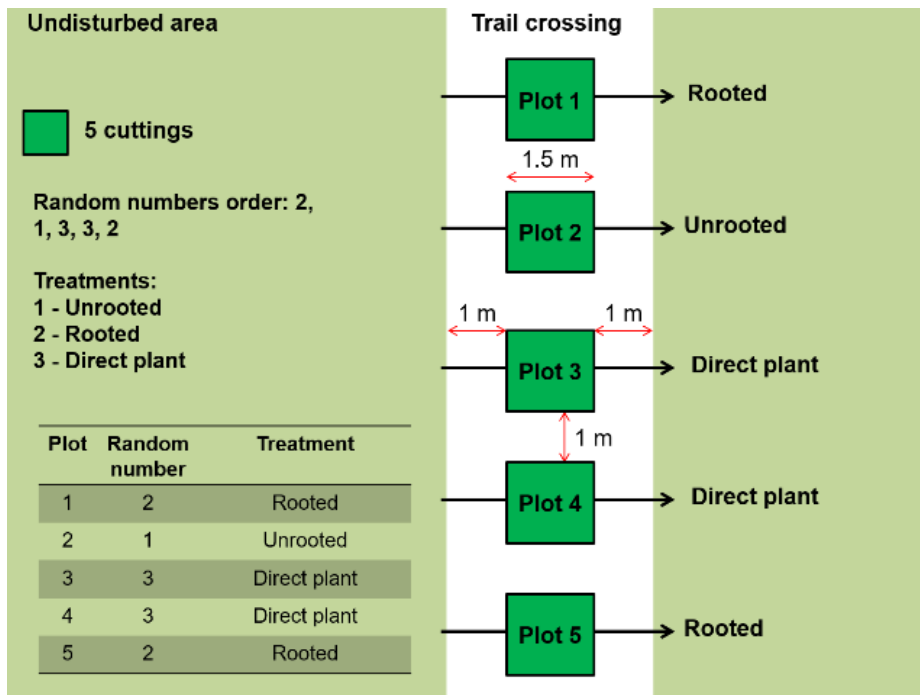 Undisturbed area
Trail crossing
Plot 1
Rooted
5 cuttings
1.5 m
Random numbers order: 2,
1, 3, 3, 2
Plot 2
Unrooted
Treatments:
1 - Unrooted
2 - Rooted
3 - Direct plant
1 m
1 m
Plot 3
Direct plant
1 m
Plot 4
Direct plant
Plot 5
Rooted
Plot Random number Treatment
1 2 Rooted
2 1 Unrooted
3 3 Direct plant
4 3 Direct plant
5 2 Rooted